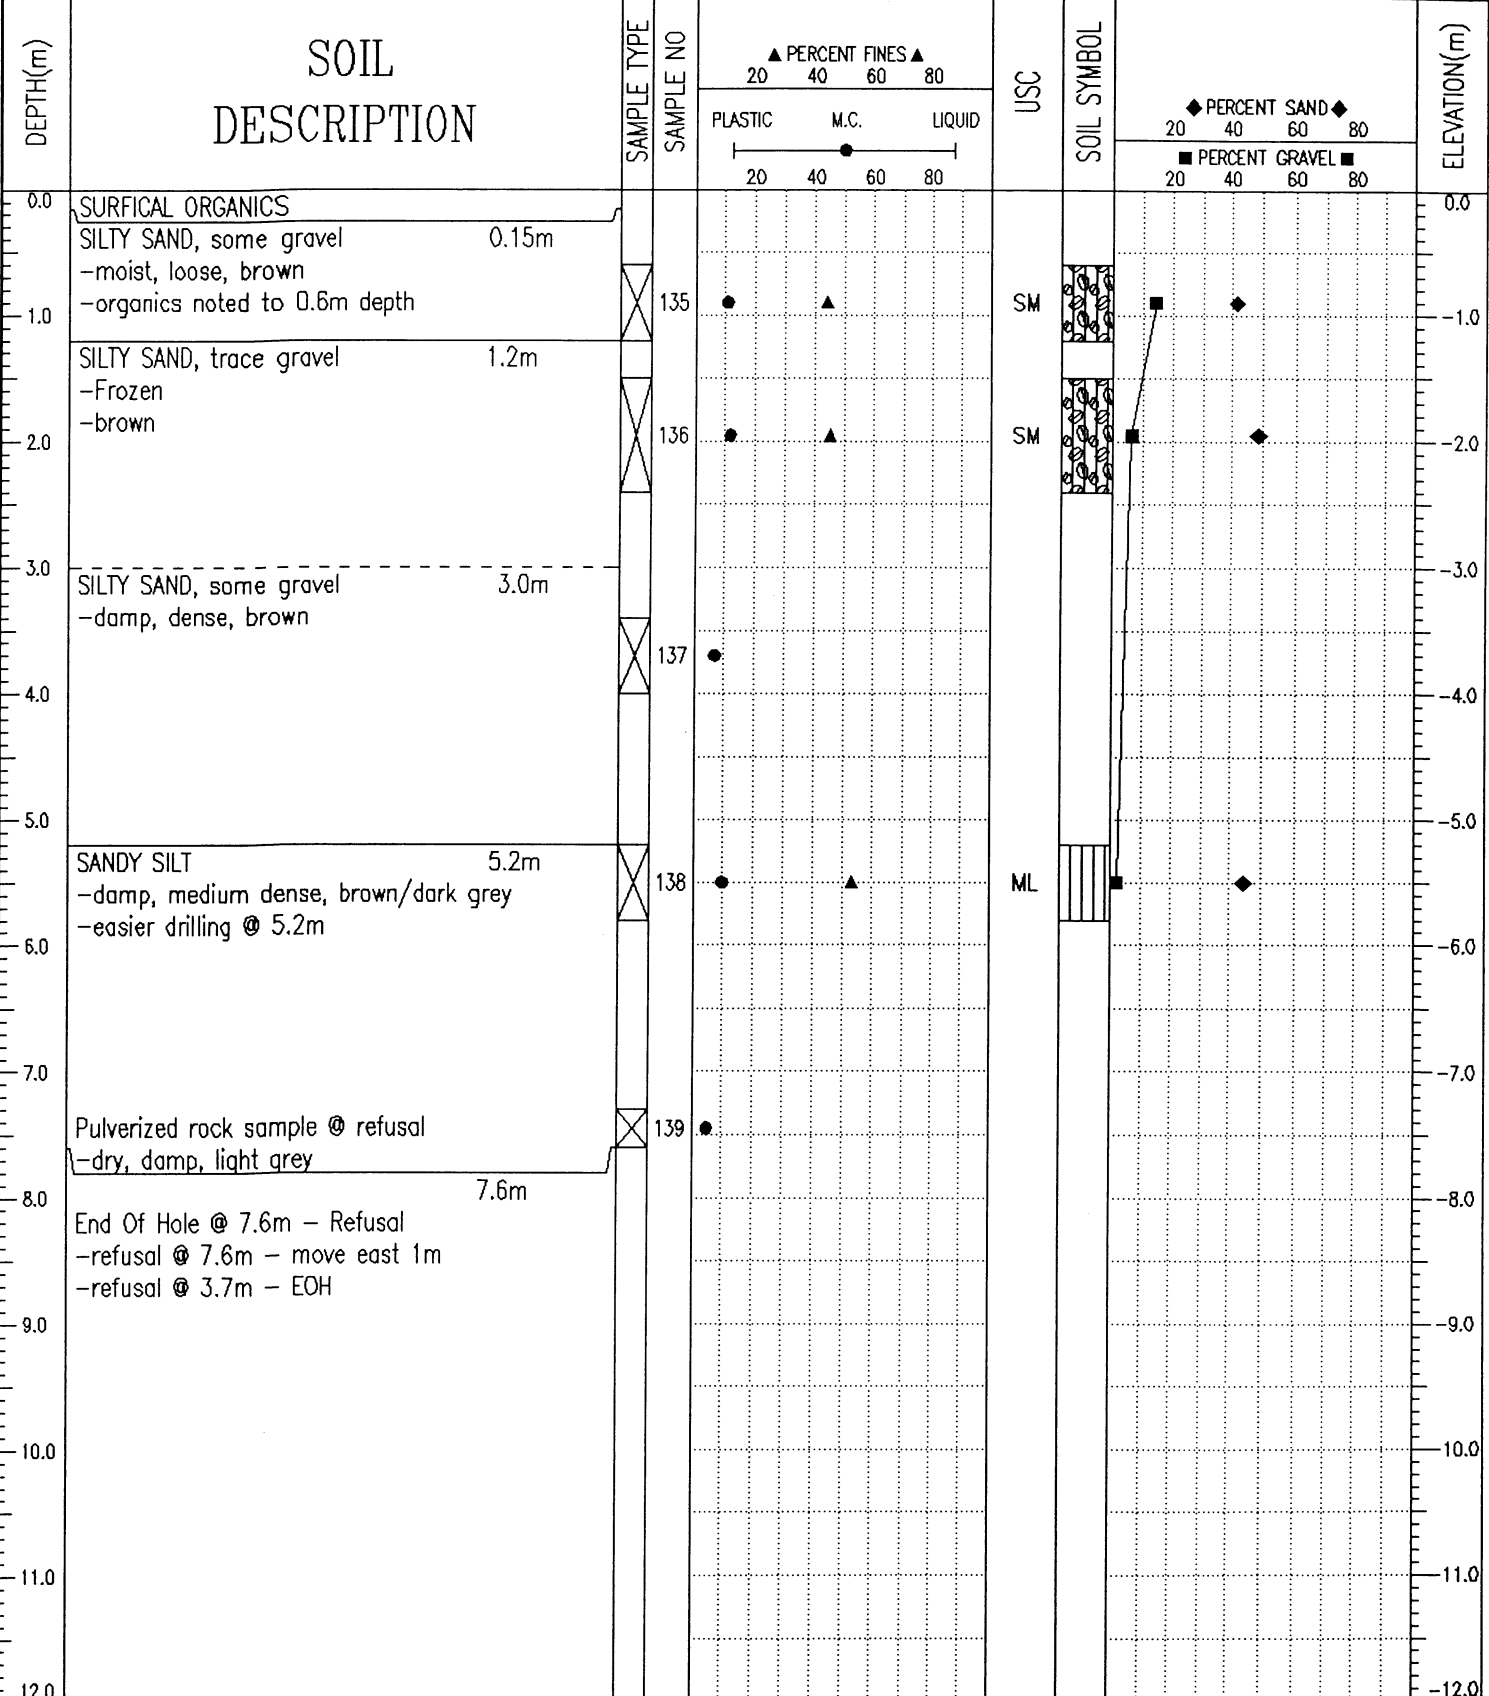 DEPTH(m)
SOIL
DESCRIPTION
SAMPLE TYPE
SAMPLE NO
▲ PERCENT FINES ▲
20 40 60 80
PLASTIC M.C. LIQUID
20 40 60 80
USC
SOIL SYMBOL
◆ PERCENT SAND ◆
20 40 60 80
■ PERCENT GRAVEL ■
20 40 60 80
ELEVATION(m)
0.0
SURFICAL ORGANICS
0.0
SILTY SAND, some gravel 0.15m
-moist, loose, brown
-organics noted to 0.6m depth
135 SM
1.0
-1.0
SILTY SAND, trace gravel 1.2m
-Frozen
-brown
136 SM
2.0
-2.0
3.0
-3.0
SILTY SAND, some gravel 3.0m
-damp, dense, brown
137
4.0
-4.0
5.0
-5.0
SANDY SILT 5.2m
138 ML
-damp, medium dense, brown/dark grey
-easier drilling @ 5.2m
6.0
-6.0
7.0
-7.0
Pulverized rock sample @ refusal
139
-dry, damp, light grey
7.6m
8.0
-8.0
End Of Hole @ 7.6m - Refusal
-refusal @ 7.6m - move east 1m
-refusal @ 3.7m - EOH
9.0
-9.0
10.0
-10.0
11.0
-11.0
12.0
-12.0